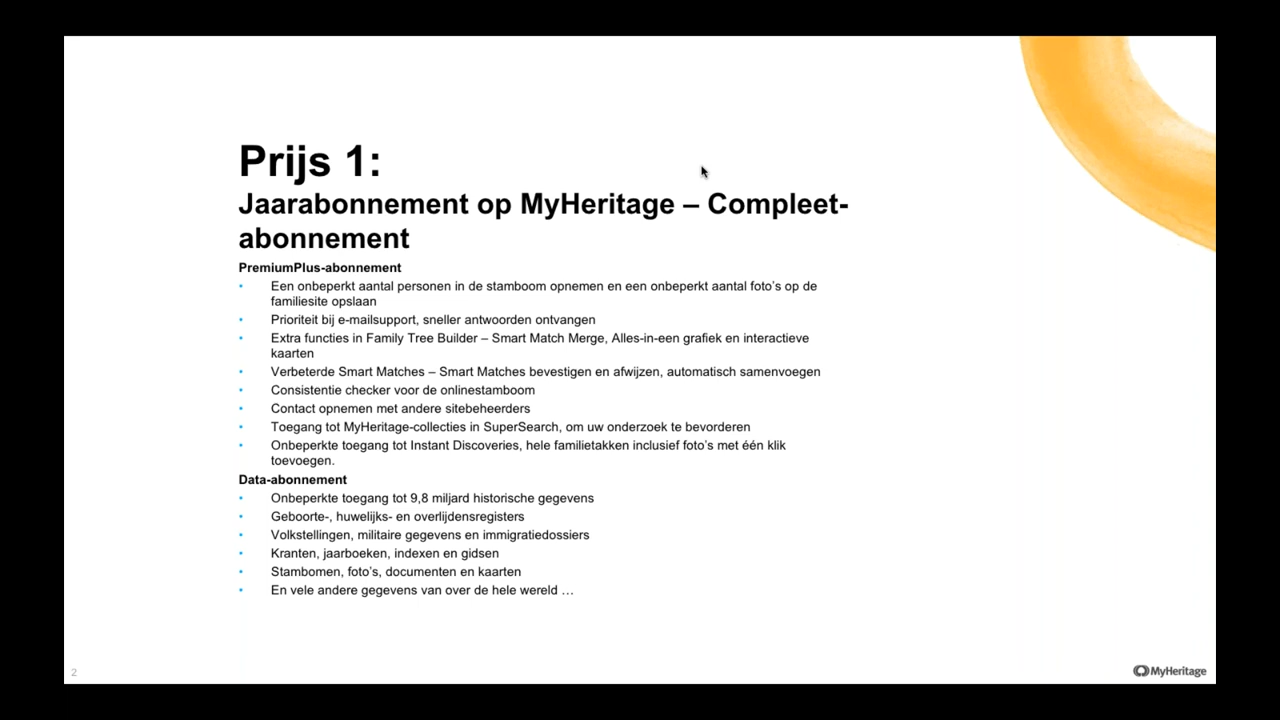 Prijs 1:
Jaarabonnement op MyHeritage – Compleet-
abonnement
PremiumPlus-abonnement
• Een onbeperkt aantal personen in de stamboom opnemen en een onbeperkt aantal foto’s op de
familiesite opslaan
• Prioriteit bij e-mailsupport, sneller antwoorden ontvangen
• Extra functies in Family Tree Builder – Smart Match Merge, Alles-in-een grafiek en interactieve
kaarten
• Verbeterde Smart Matches – Smart Matches bevestigen en afwijzen, automatisch samenvoegen
• Consistentie checker voor de onlinestamboom
• Contact opnemen met andere sitebeheerders
• Toegang tot MyHeritage-collecties in SuperSearch, om uw onderzoek te bevorderen
• Onbeperkte toegang tot Instant Discoveries, hele familietakken inclusief foto’s met één klik
toevoegen.
Data-abonnement
• Onbeperkte toegang tot 9,8 miljard historische gegevens
• Geboorte-, huwelijks- en overlijdensregisters
• Volkstellingen, militaire gegevens en immigratiedossiers
• Kranten, jaarboeken, indexen en gidsen
• Stambomen, foto’s, documenten en kaarten
• En vele andere gegevens van over de hele wereld …
2
MyHeritage